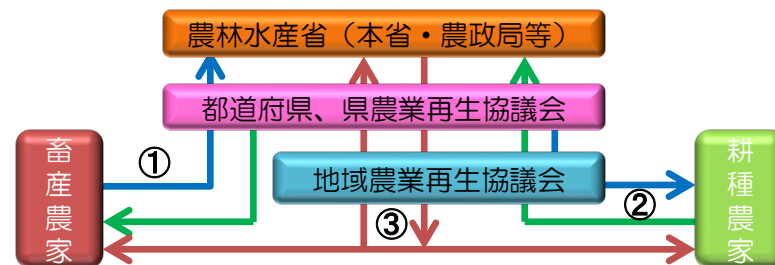 農林水産省（本省・農政局等）
都道府県、県農業再生協議会
地域農業再生協議会
畜産農家
耕種農家
①
②
③